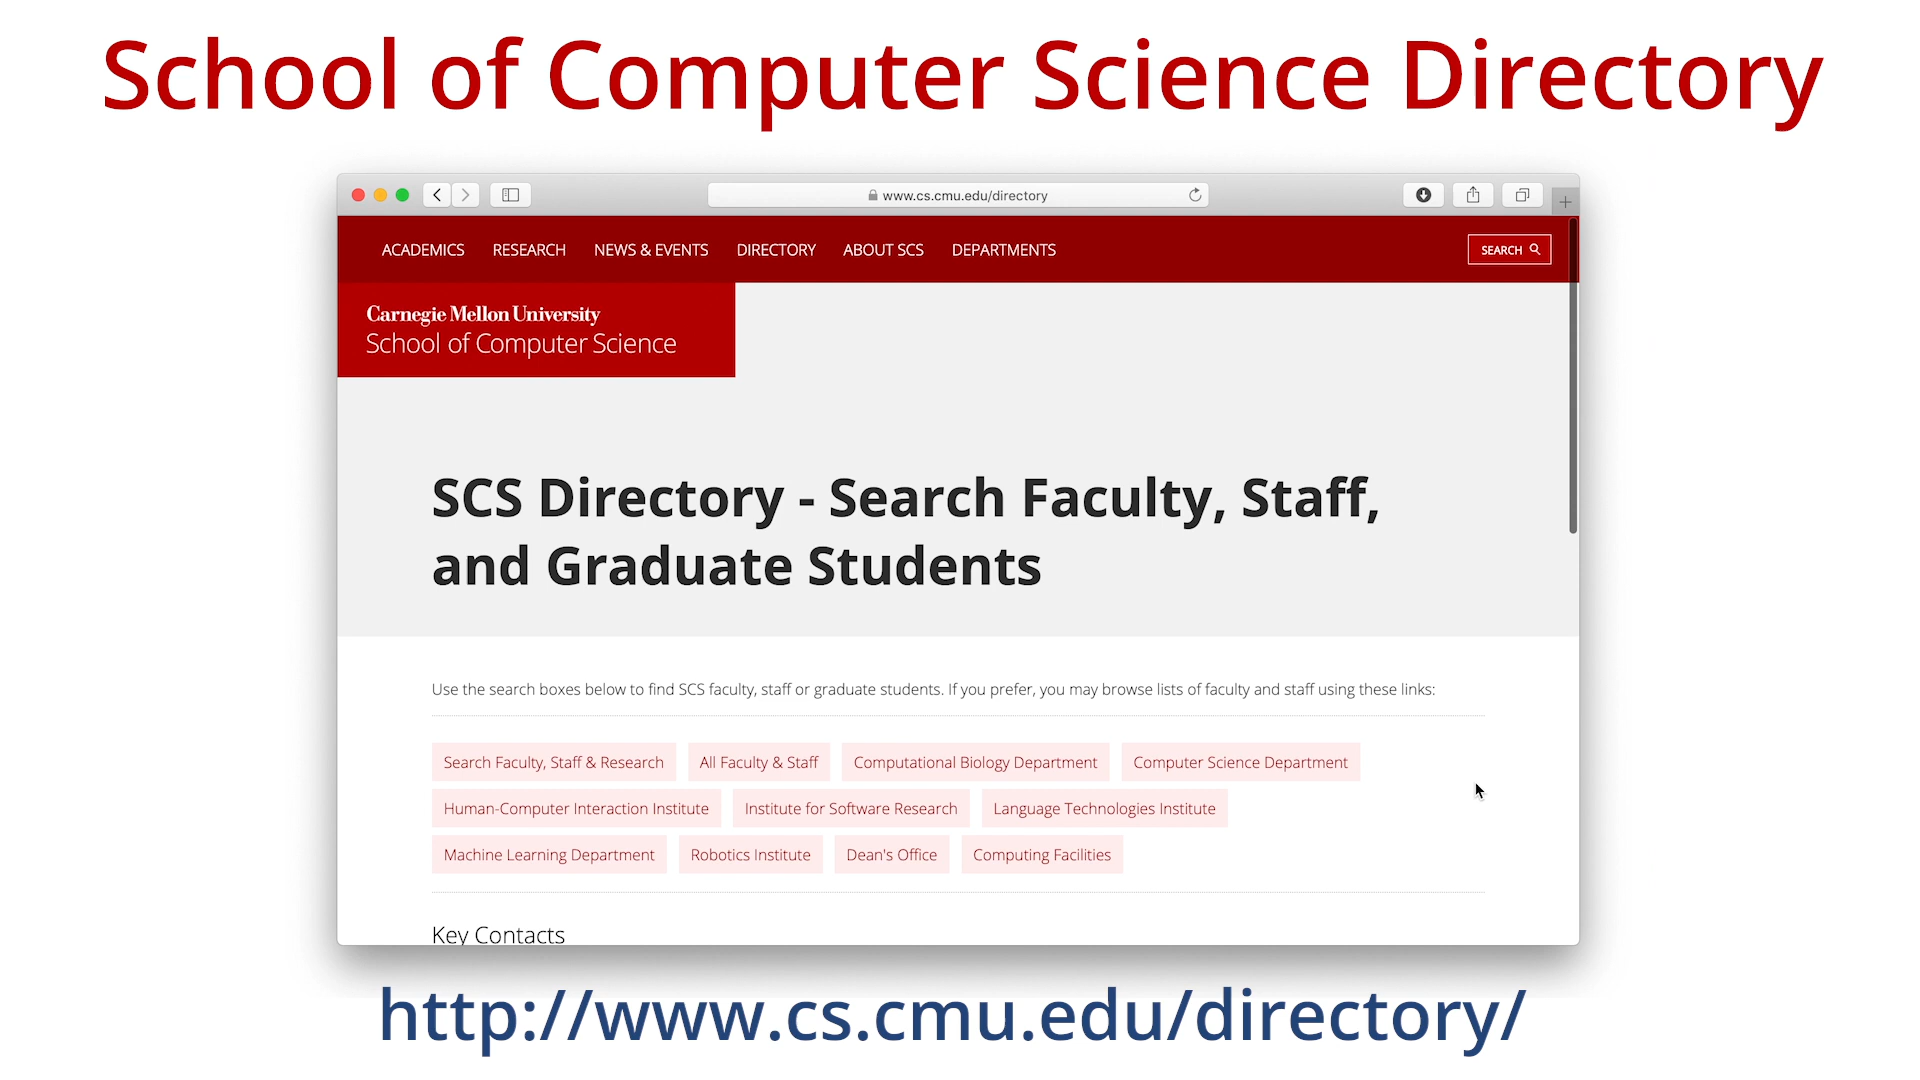 School of Computer Science Directory
www.cs.cmu.edu/directory
ACADEMICS RESEARCH NEWS & EVENTS DIRECTORY ABOUT SCS DEPARTMENTS SEARCH
Carnegie Mellon University
School of Computer Science
SCS Directory - Search Faculty, Staff,
and Graduate Students
Use the search boxes below to find SCS faculty, staff or graduate students. If you prefer, you may browse lists of faculty and staff using these links:
Search Faculty, Staff & Research All Faculty & Staff Computational Biology Department Computer Science Department
Human-Computer Interaction Institute Institute for Software Research Language Technologies Institute
Machine Learning Department Robotics Institute Dean's Office Computing Facilities
Key Contacts
http://www.cs.cmu.edu/directory/